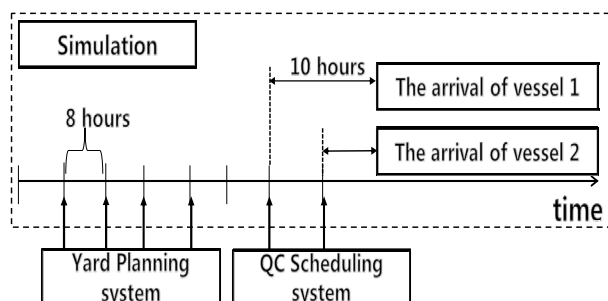 Simulation
10 hours
The arrival of vessel 1
8 hours
The arrival of vessel 2
time
Yard Planning
system
QC Scheduling
system